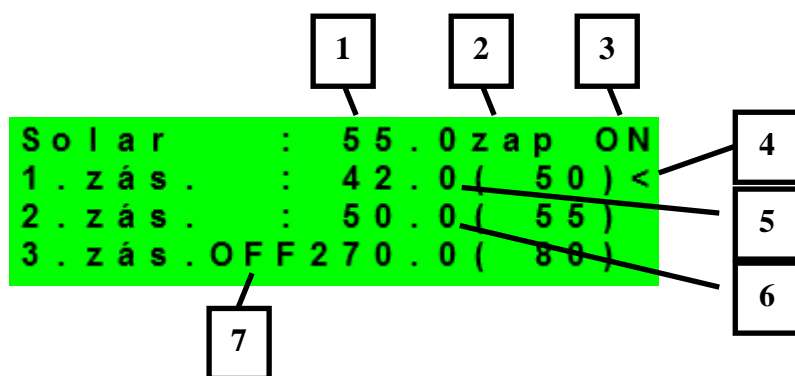 1 2 3
Solar : 55.0zap ON
1.zás. : 42.0( 50)<
2.zás. : 50.0( 55)
3.zás.OFF270.0( 80)
4
5
6
7